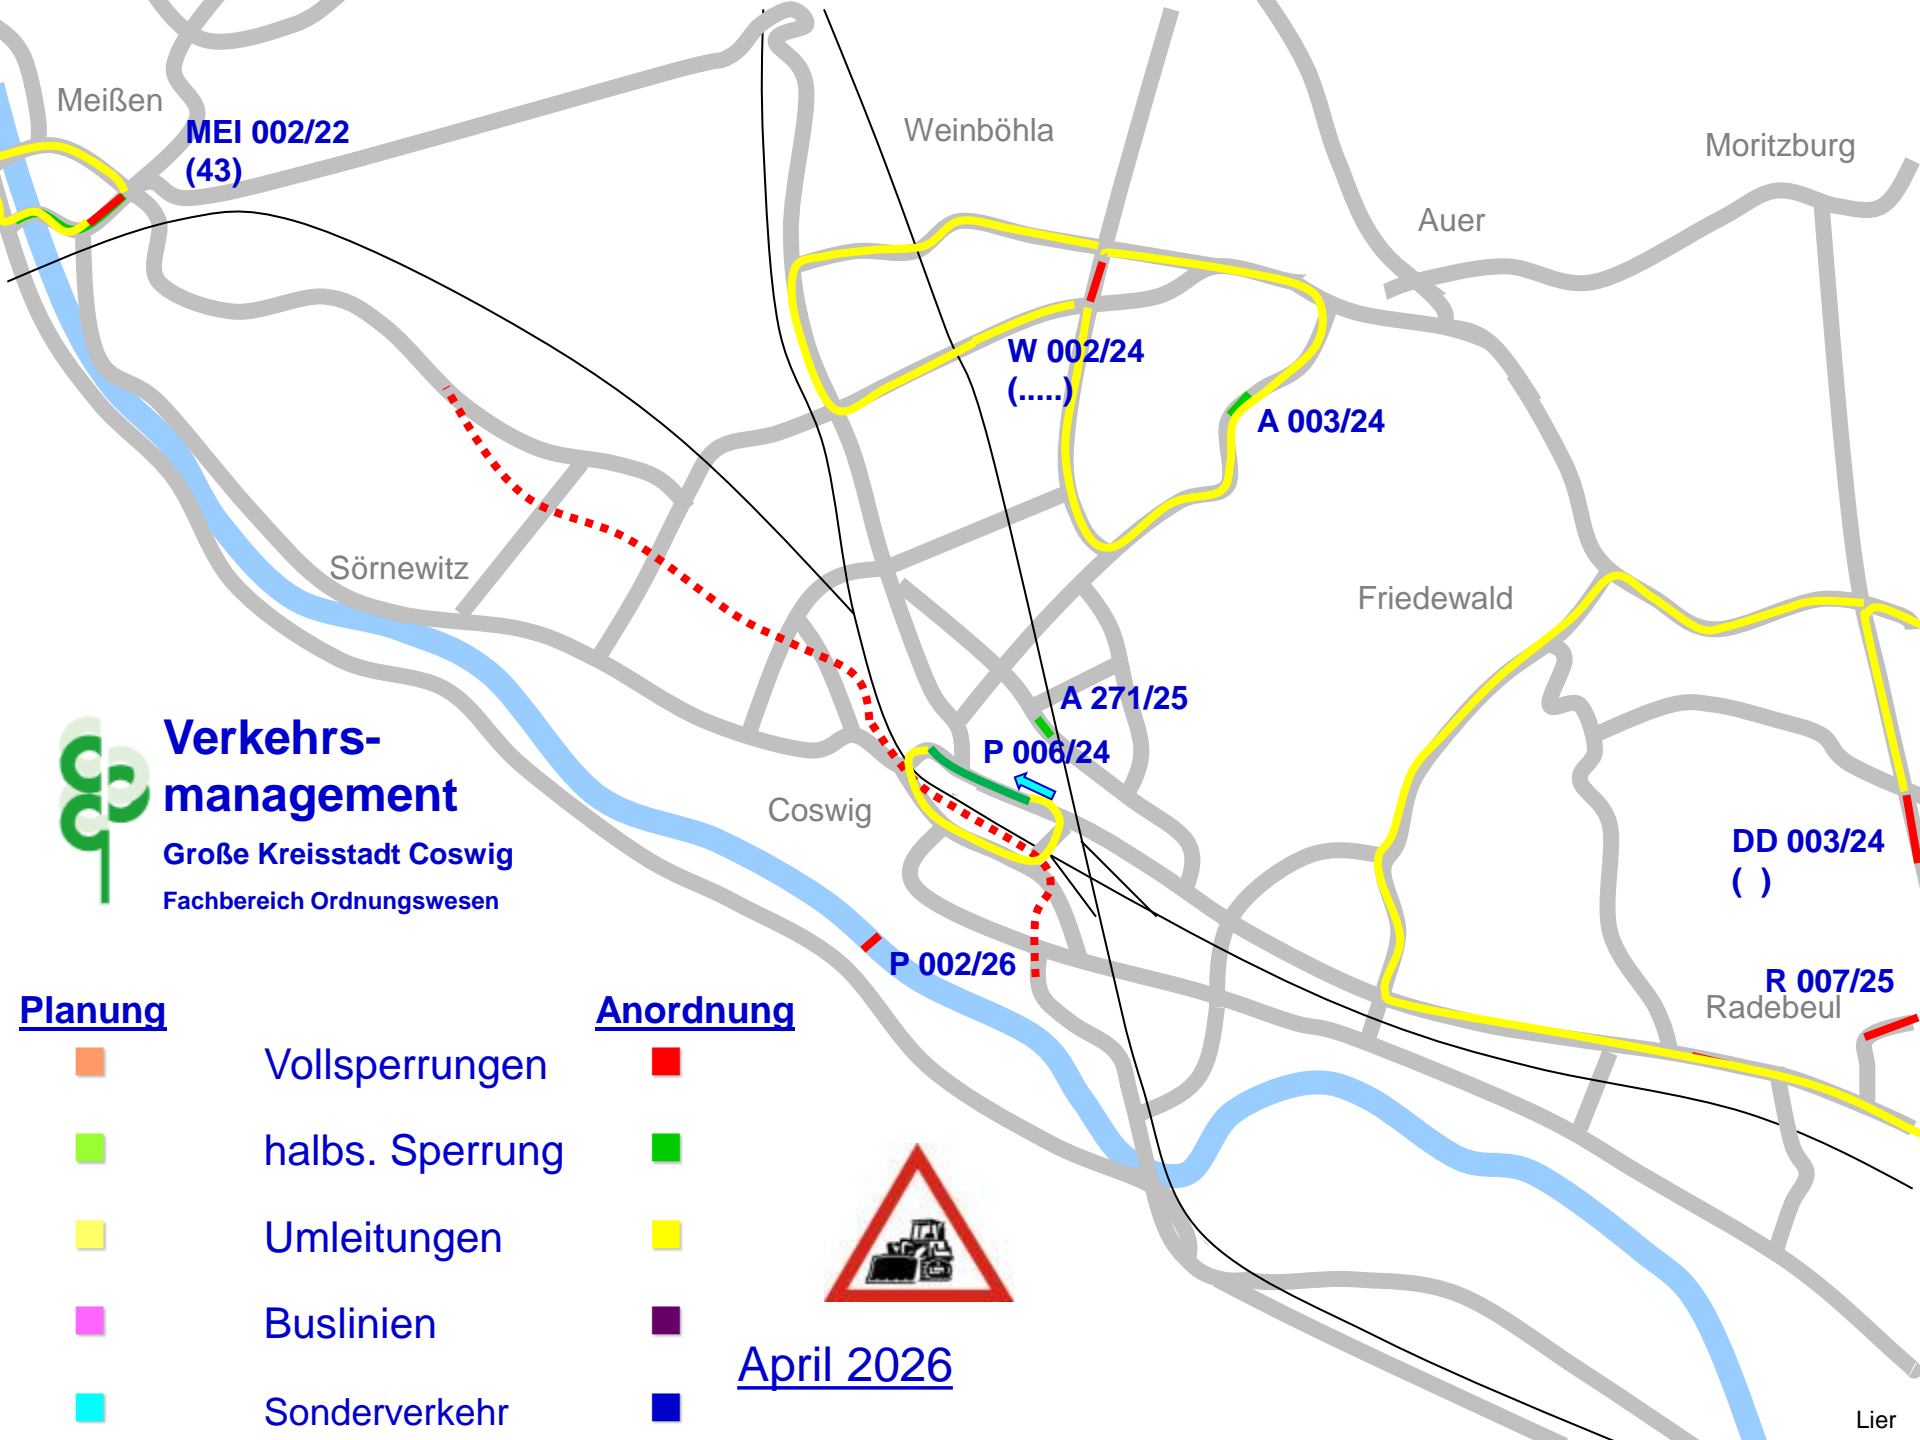 Meißen
MEI 002/22
(43)
Weinböhla
Moritzburg
Auer
W 002/24
(.....)
A 003/24
Sörnewitz
Friedewald
A 271/25
P 006/24
Verkehrs-
management
Große Kreisstadt Coswig
Fachbereich Ordnungswesen
Coswig
DD 003/24
( )
P 002/26
R 007/25
Radebeul
Planung
Anordnung
Vollsperrungen
halbs. Sperrung
Umleitungen
Buslinien
Sonderverkehr
April 2026
Lier